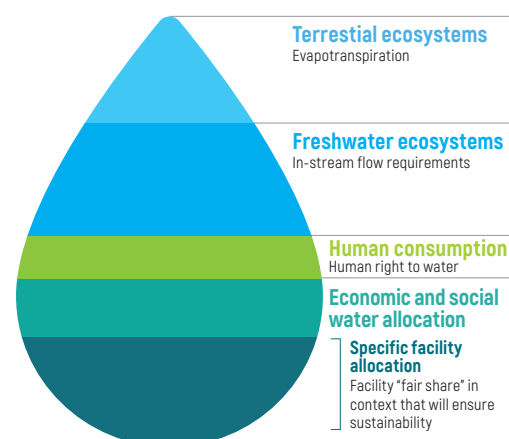 Terrestial ecosystems
Evapotranspiration
Freshwater ecosystems
In-stream flow requirements
Human consumption
Human right to water
Economic and social
water allocation
Specific facility
allocation
Facility “fair share” in
context that will ensure
sustainability